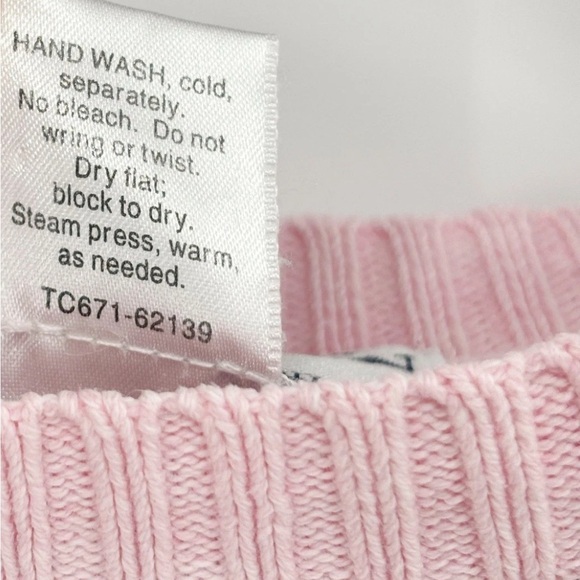 HAND WASH, cold,
separately.
No bleach. Do not
wring or twist.
Dry flat;
block to dry.
Steam press, warm,
as needed.
TC671-62139